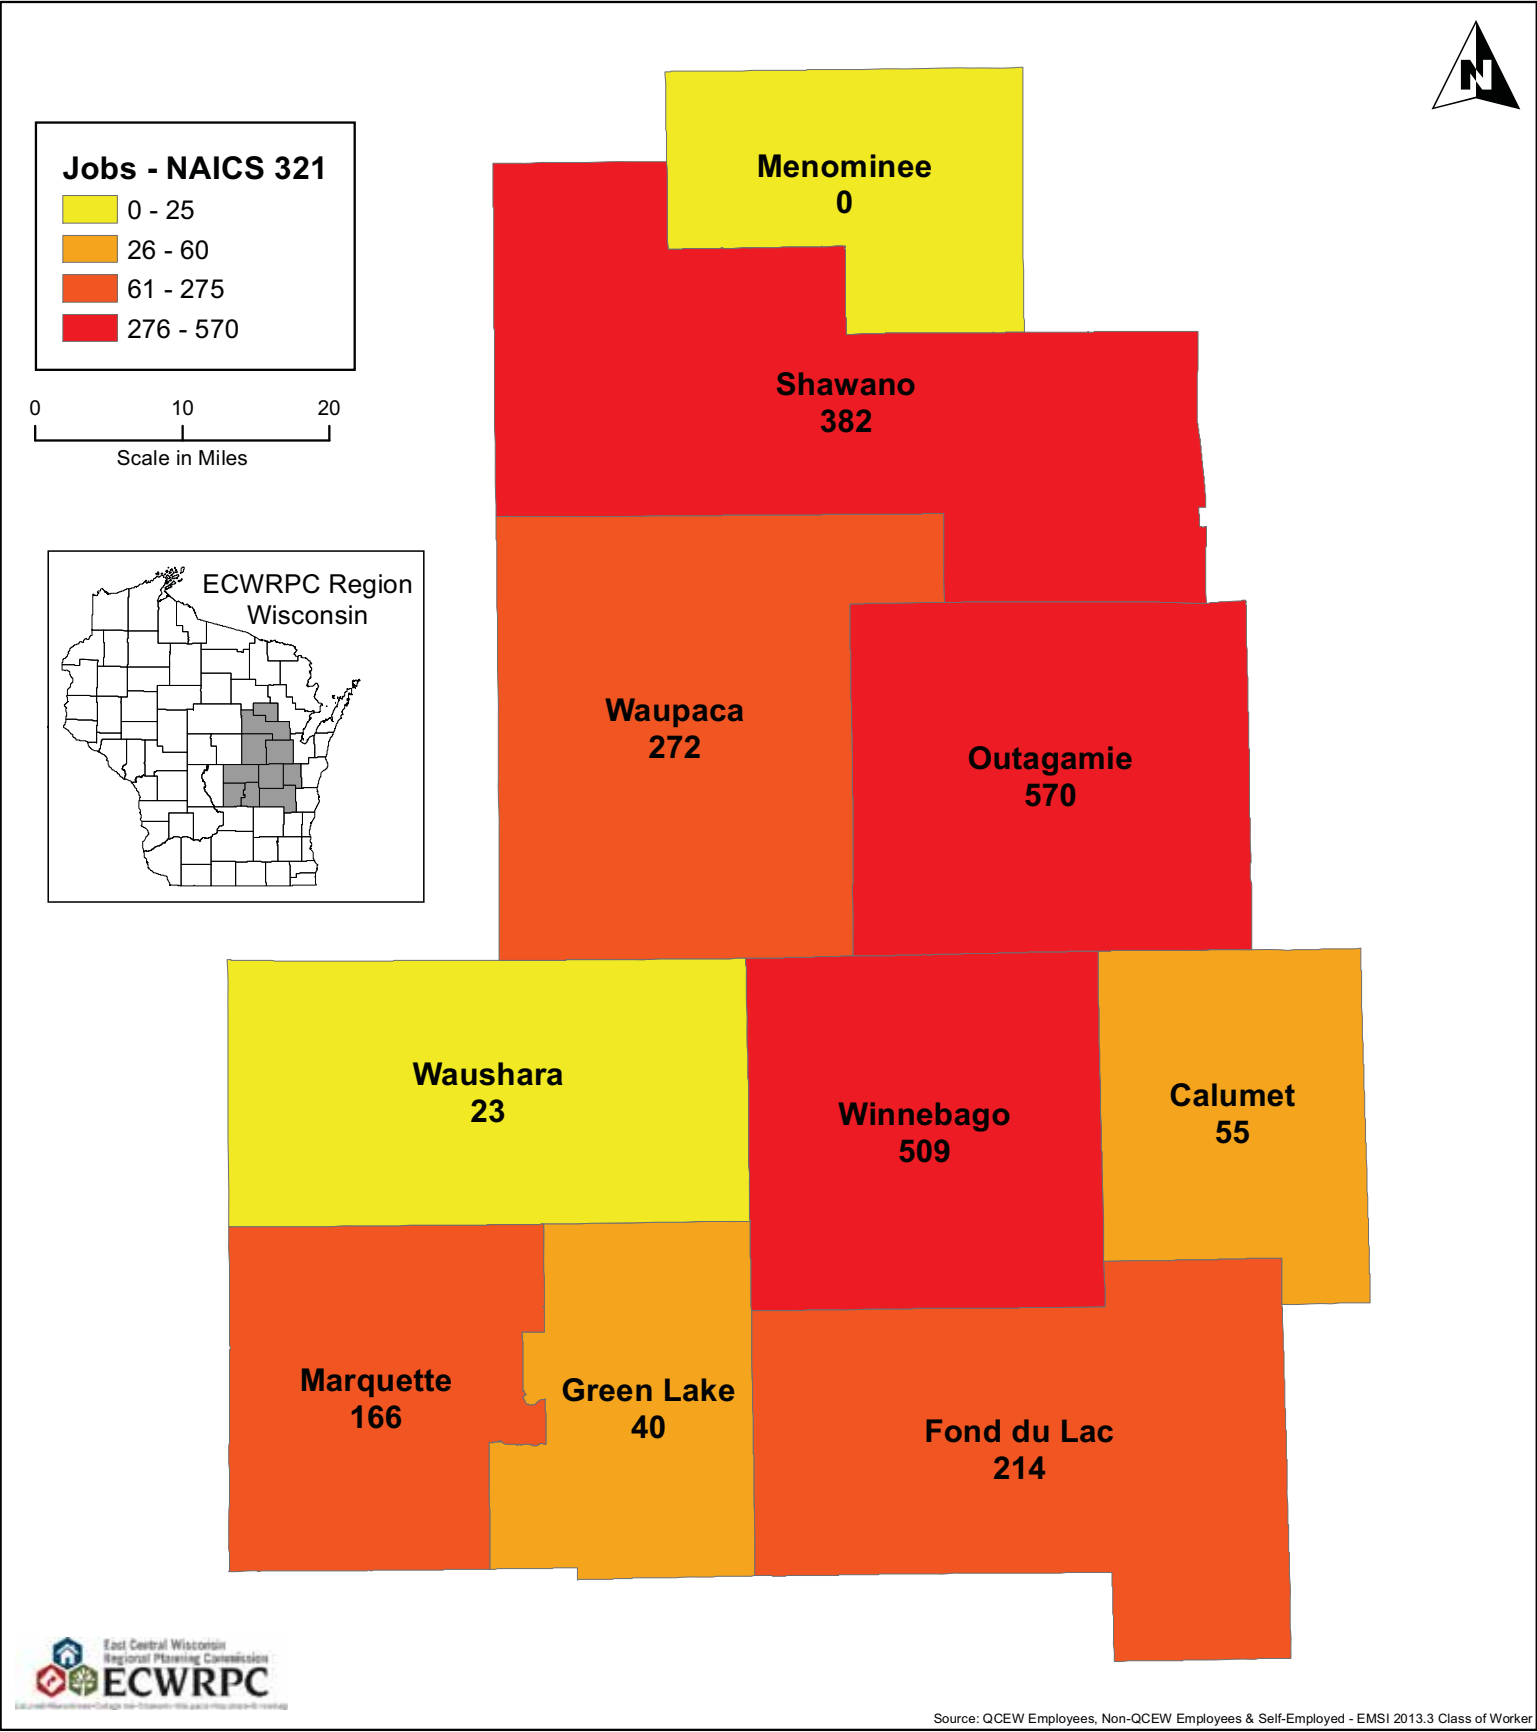 N
Jobs - NAICS 321
0 - 25
26 - 60
61 - 275
276 - 570
0 10 20
Scale in Miles
ECWRPC Region
Wisconsin
Menominee
0
Shawano
382
Waupaca
272
Outagamie
570
Waushara
23
Winnebago
509
Calumet
55
Marquette
166
Green Lake
40
Fond du Lac
214
East Central Wisconsin
Regional Planning Commission
ECWRPC
Source: QCEW Employees, Non-QCEW Employees & Self-Employed - EMSI 2013.3 Class of Worker